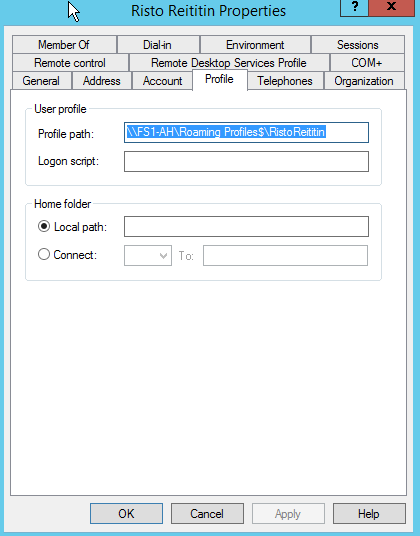 Risto Reititin Properties
? x
Member Of Dial-in Environment Sessions
Remote control Remote Desktop Services Profile COM+
General Address Account Profile Telephones Organization
User profile
Profile path: \\FS1-AH\Roaming Profiles$\RistoReititin
Logon script:
Home folder
Local path:
Connect: To:
OK Cancel Apply Help